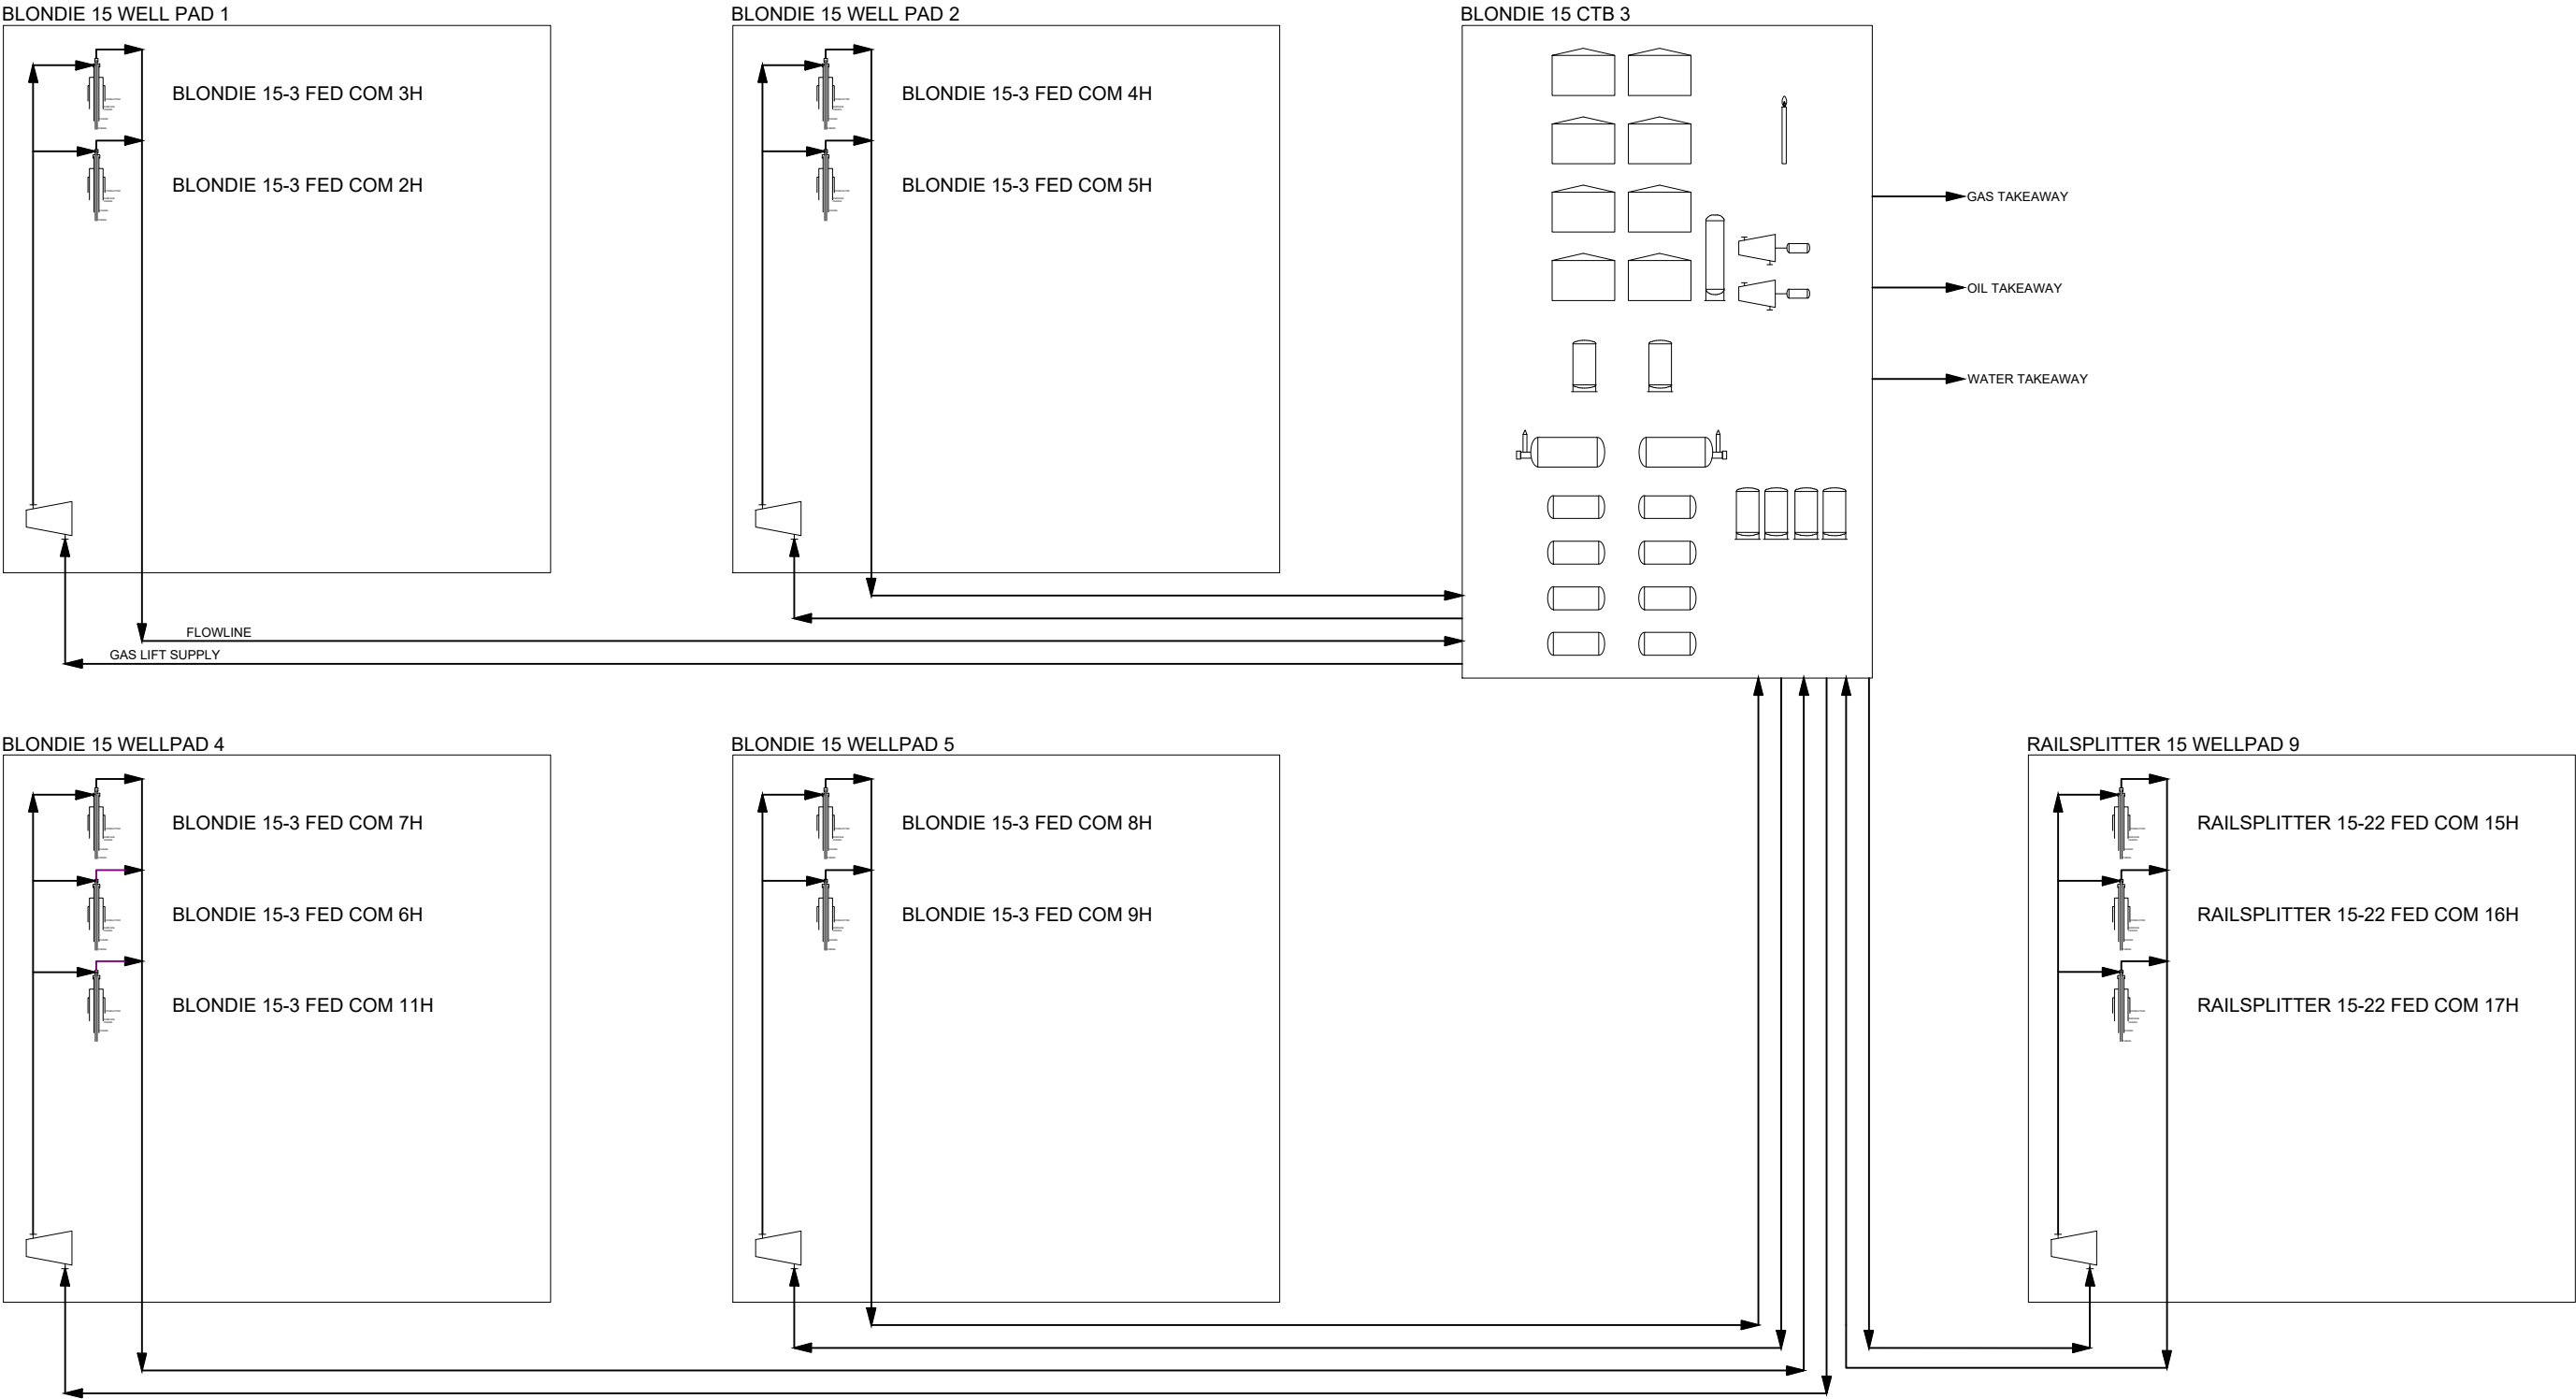 BLONDIE 15 WELL PAD 1
BLONDIE 15-3 FED COM 3H
BLONDIE 15-3 FED COM 2H
BLONDIE 15 WELL PAD 2
BLONDIE 15-3 FED COM 4H
BLONDIE 15-3 FED COM 5H
BLONDIE 15 CTB 3
GAS TAKEAWAY
OIL TAKEAWAY
WATER TAKEAWAY
FLOWLINE
GAS LIFT SUPPLY
BLONDIE 15 WELLPAD 4
BLONDIE 15-3 FED COM 7H
BLONDIE 15-3 FED COM 6H
BLONDIE 15-3 FED COM 11H
BLONDIE 15 WELLPAD 5
BLONDIE 15-3 FED COM 8H
BLONDIE 15-3 FED COM 9H
RAILSPLITTER 15 WELLPAD 9
RAILSPLITTER 15-22 FED COM 15H
RAILSPLITTER 15-22 FED COM 16H
RAILSPLITTER 15-22 FED COM 17H